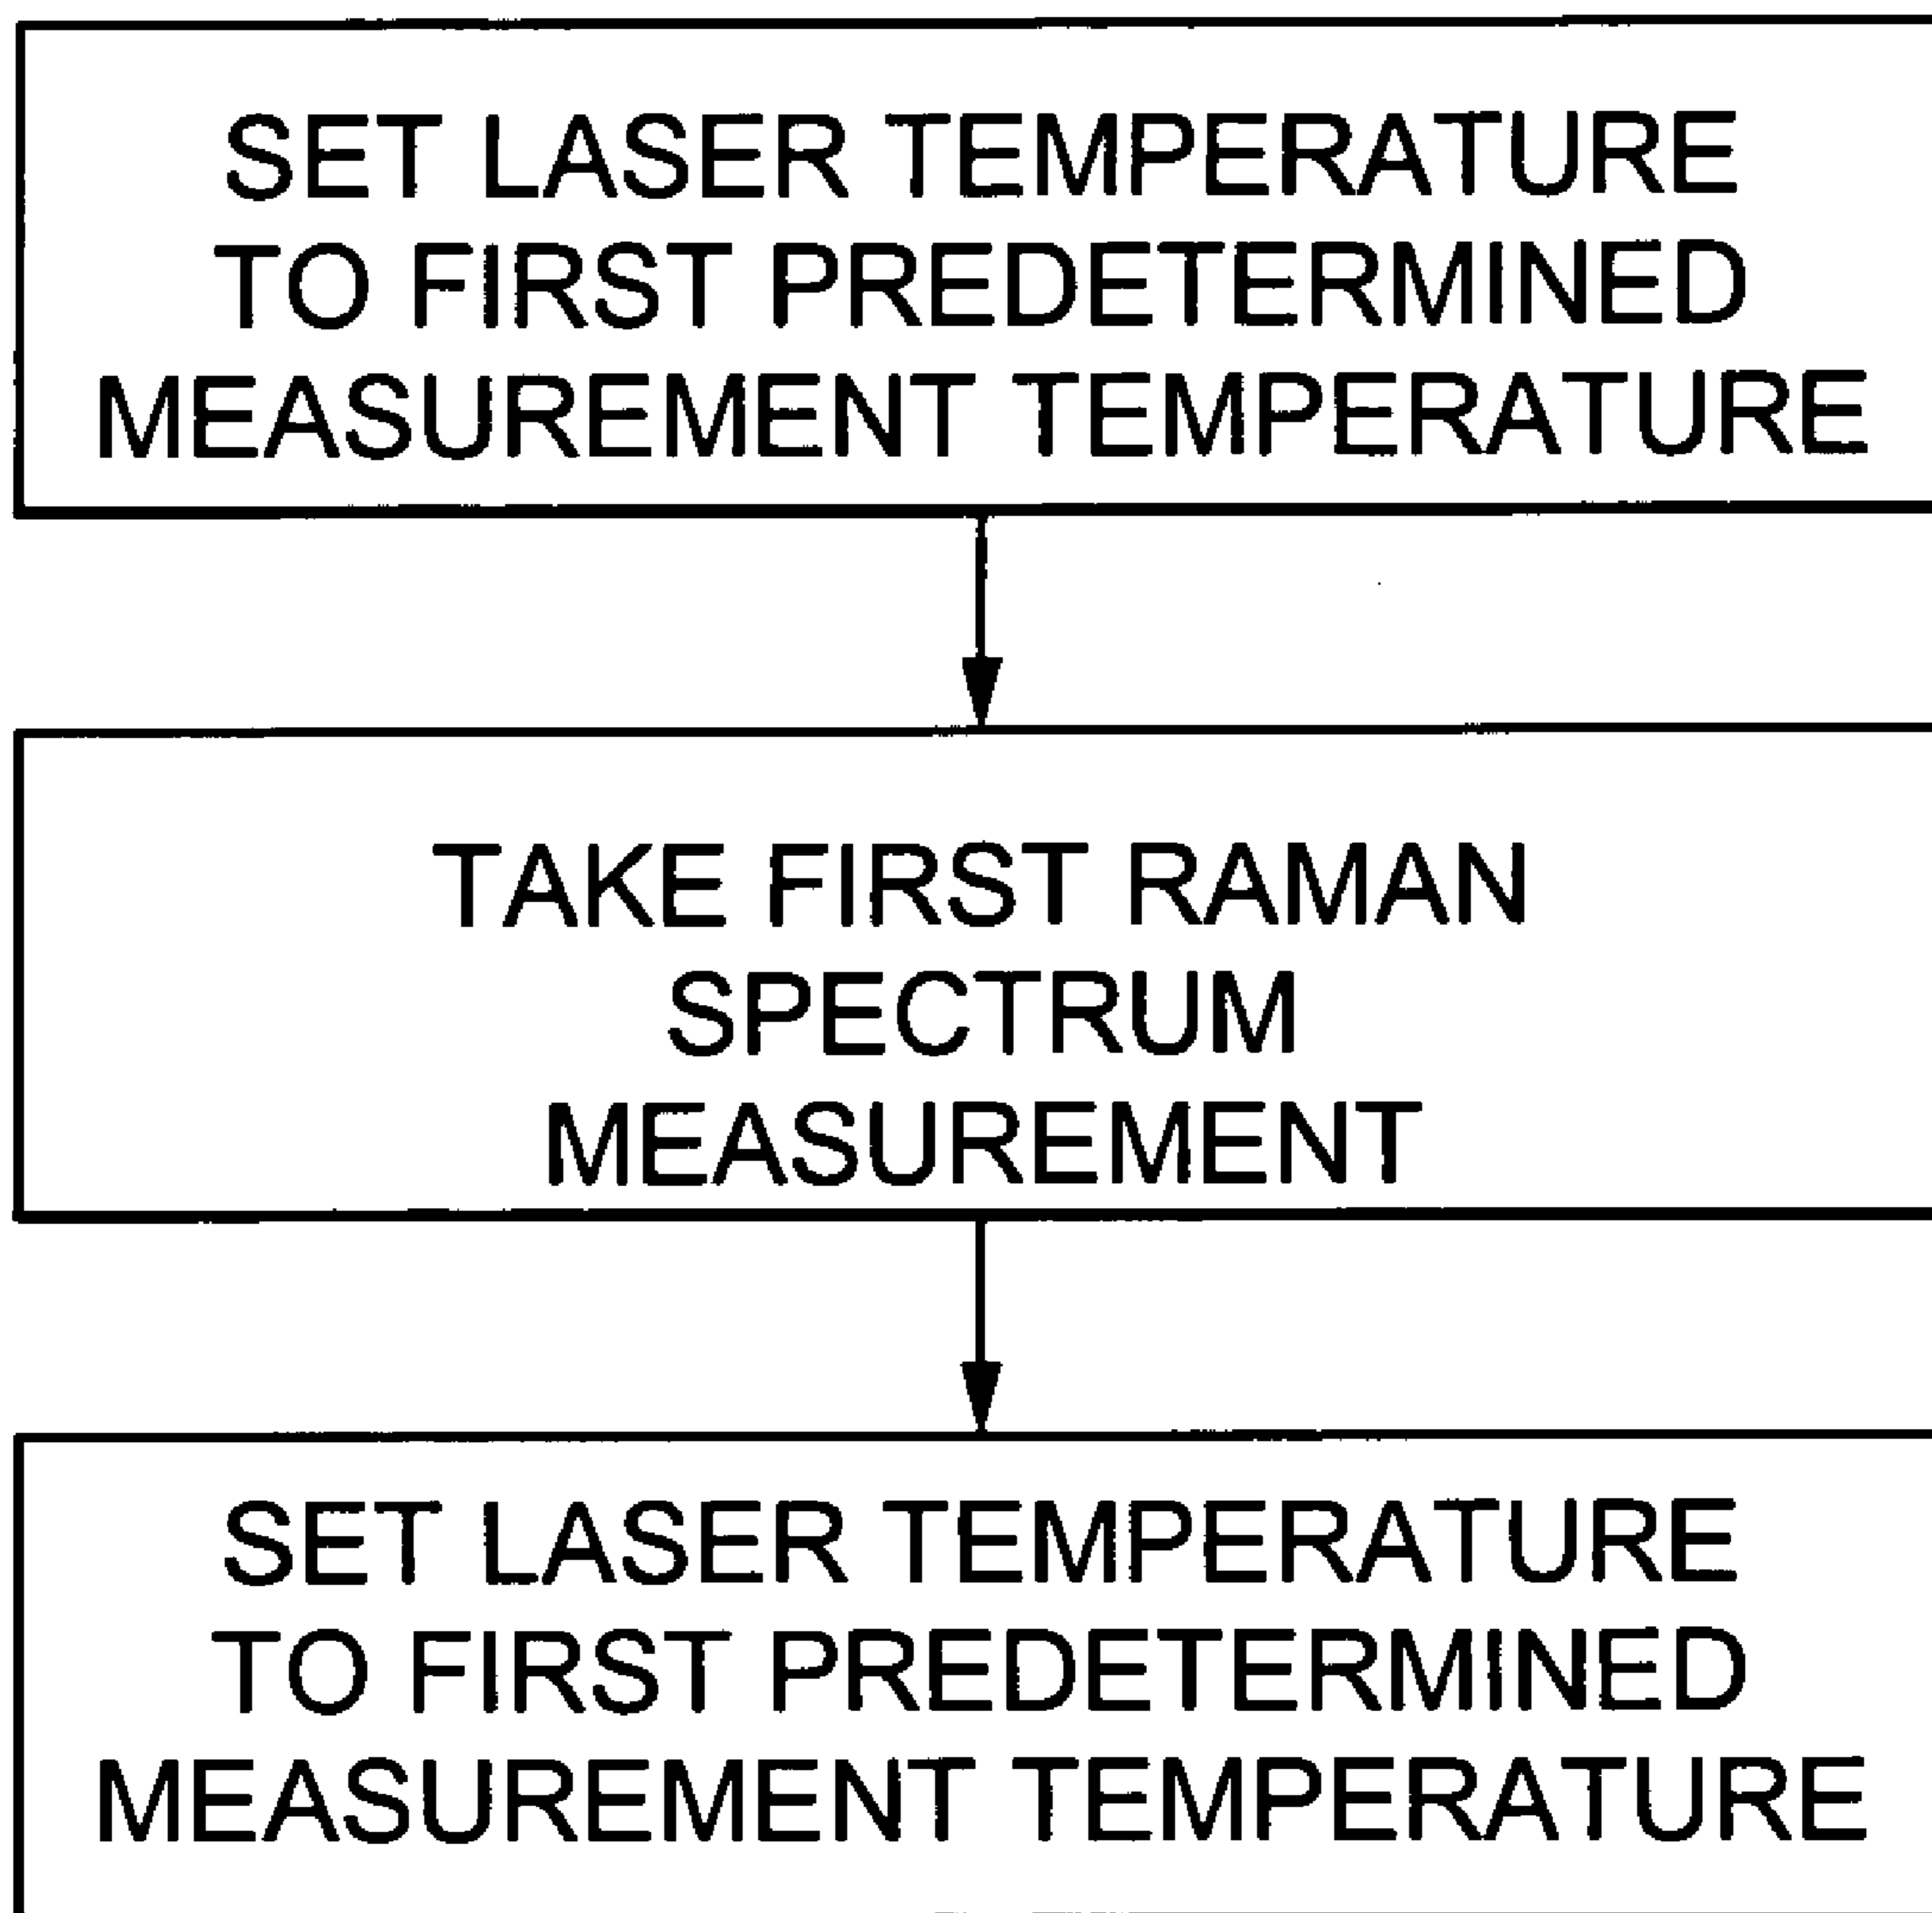 SET LASER TEMPERATURE
TO FIRST PREDETERMINED
MEASUREMENT TEMPERATURE
TAKE FIRST RAMAN
SPECTRUM
MEASUREMENT
SET LASER TEMPERATURE
TO FIRST PREDETERMINED
MEASUREMENT TEMPERATURE